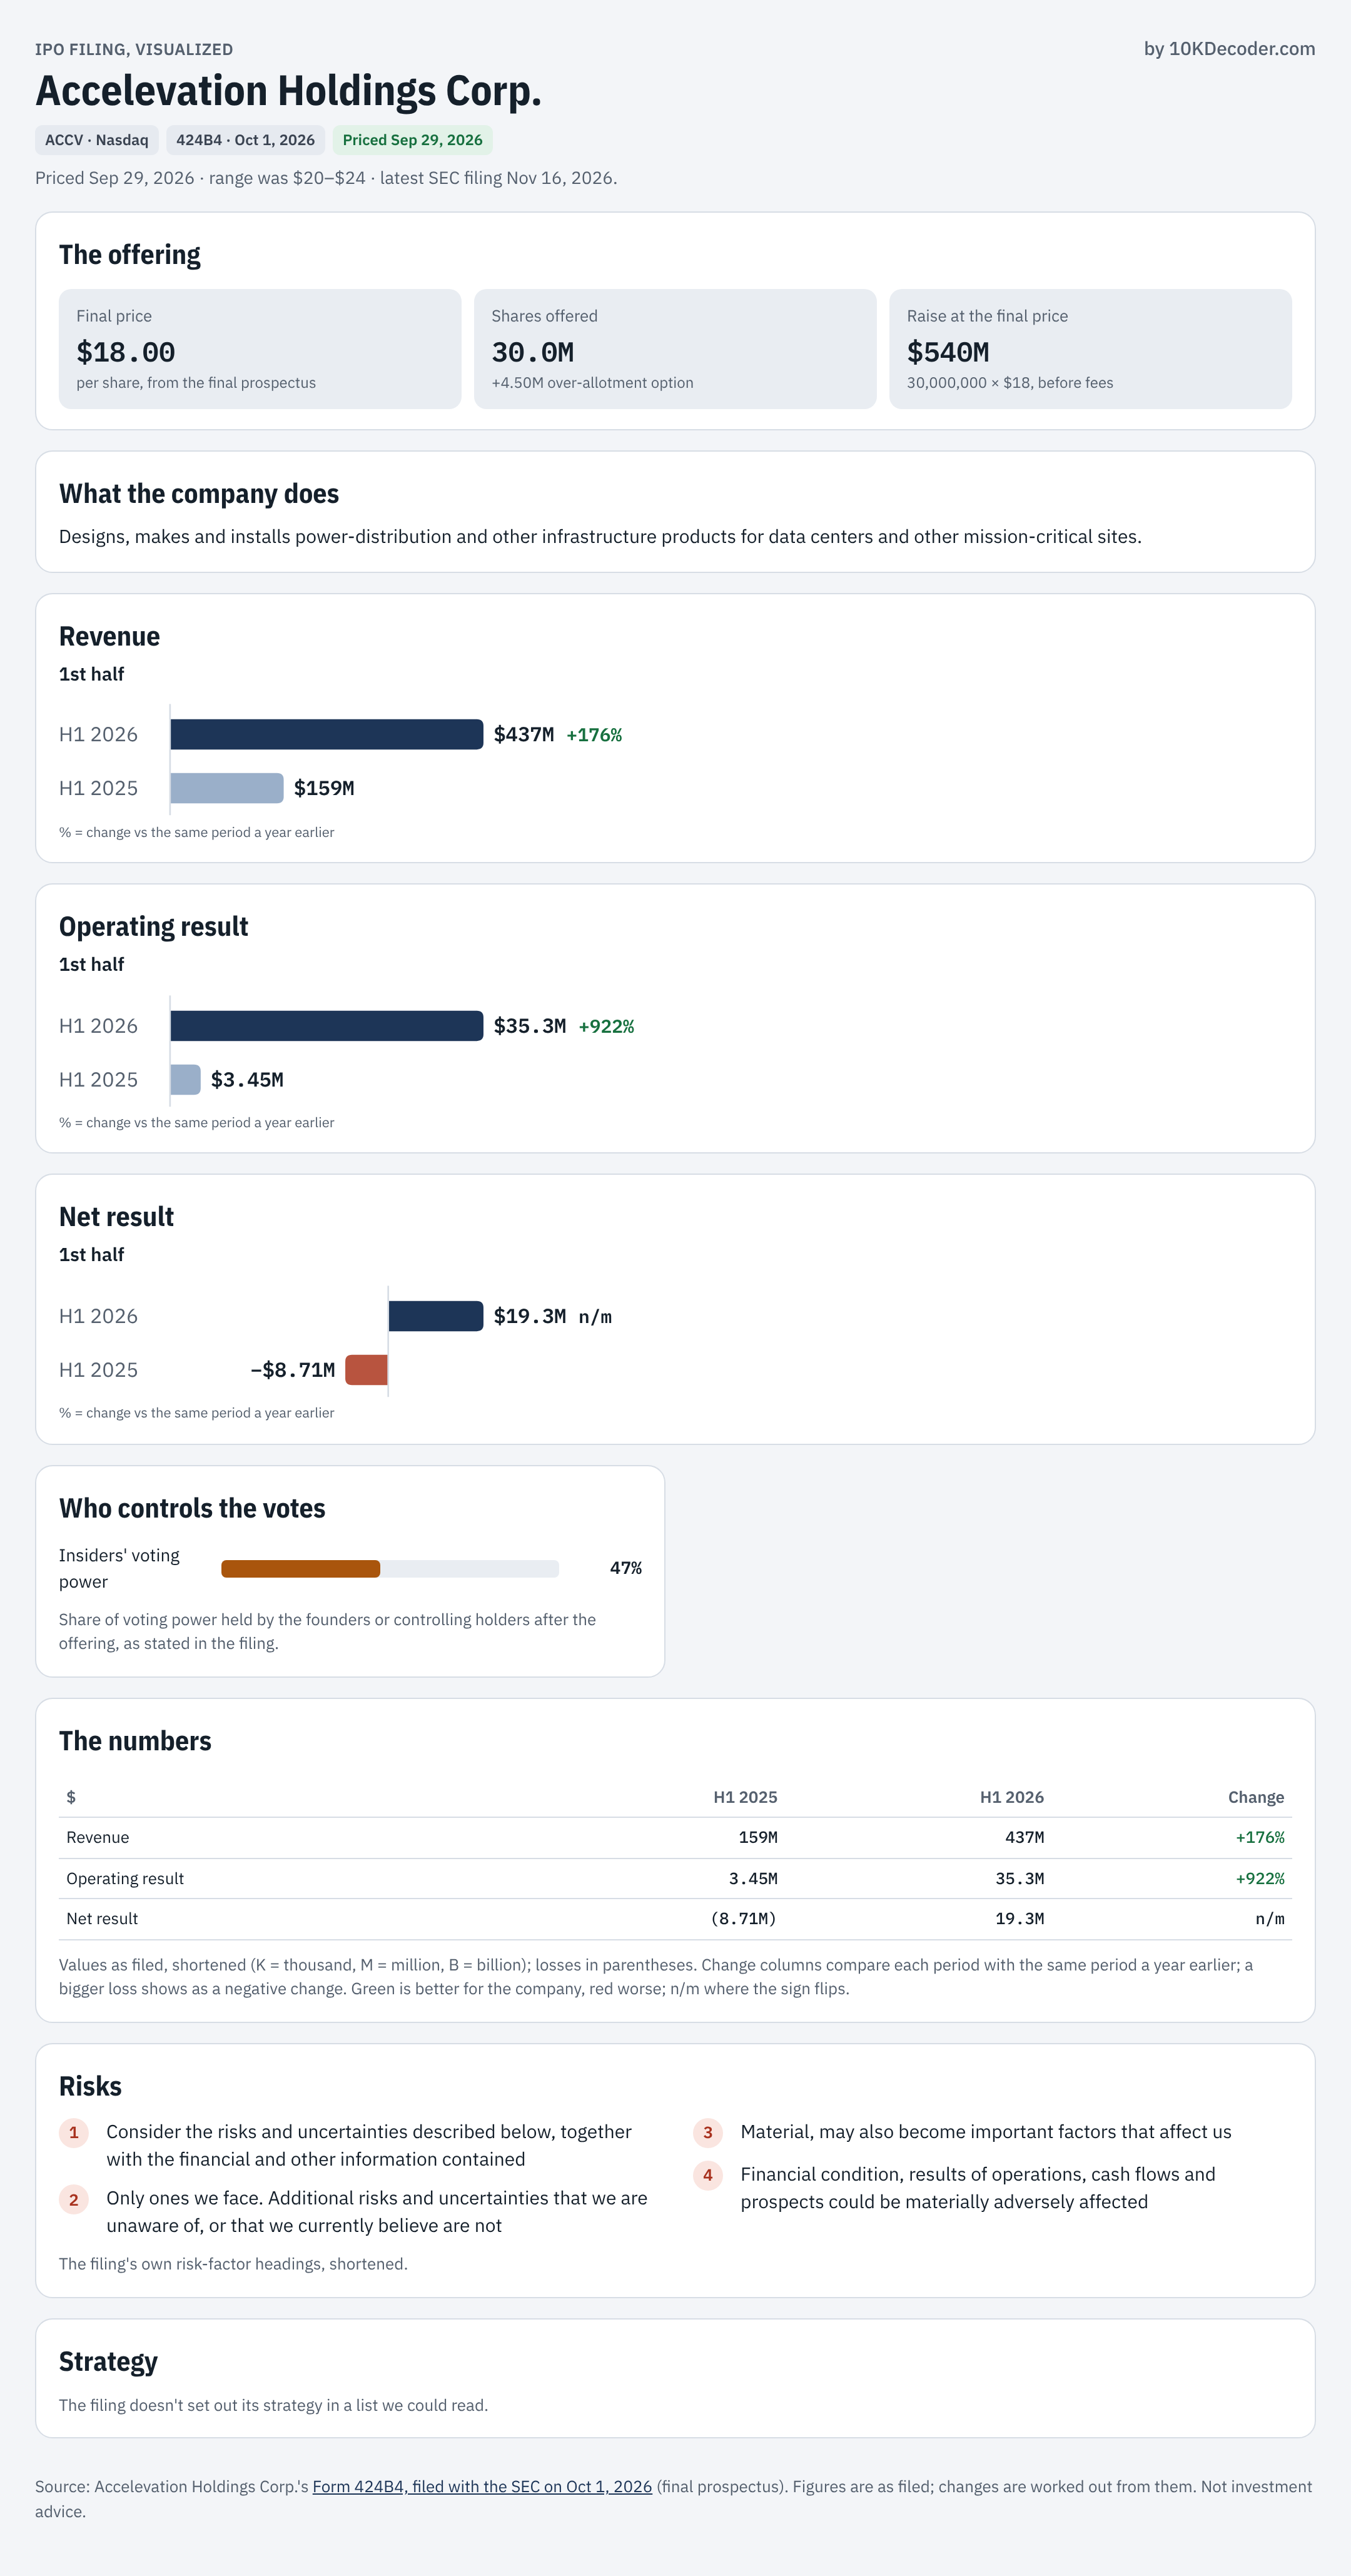 IPO FILING, VISUALIZED
by 10KDecoder.com
Accelevation Holdings Corp.
ACCV · Nasdaq
424B4 · Oct 1, 2026
Priced Sep 29, 2026
Priced Sep 29, 2026 · range was $20–$24 · latest SEC filing Nov 16, 2026.
The offering
Final price
$18.00
per share, from the final prospectus
Shares offered
30.0M
+4.50M over-allotment option
Raise at the final price
$540M
30,000,000 × $18, before fees
What the company does
Designs, makes and installs power-distribution and other infrastructure products for data centers and other mission-critical sites.
Revenue
1st half
H1 2026 $437M +176%
H1 2025 $159M
% = change vs the same period a year earlier
Operating result
1st half
H1 2026 $35.3M +922%
H1 2025 $3.45M
% = change vs the same period a year earlier
Net result
1st half
H1 2026 $19.3M n/m
H1 2025 −$8.71M
% = change vs the same period a year earlier
Who controls the votes
Insiders' voting
power
47%
Share of voting power held by the founders or controlling holders after the
offering, as stated in the filing.
The numbers
$ H1 2025 H1 2026 Change
Revenue 159M 437M +176%
Operating result 3.45M 35.3M +922%
Net result (8.71M) 19.3M n/m
Values as filed, shortened (K = thousand, M = million, B = billion); losses in parentheses. Change columns compare each period with the same period a year earlier; a
bigger loss shows as a negative change. Green is better for the company, red worse; n/m where the sign flips.
Risks
1 Consider the risks and uncertainties described below, together
with the financial and other information contained
2 Only ones we face. Additional risks and uncertainties that we are
unaware of, or that we currently believe are not
3 Material, may also become important factors that affect us
4 Financial condition, results of operations, cash flows and
prospects could be materially adversely affected
The filing's own risk-factor headings, shortened.
Strategy
The filing doesn't set out its strategy in a list we could read.
Source: Accelevation Holdings Corp.'s Form 424B4, filed with the SEC on Oct 1, 2026 (final prospectus). Figures are as filed; changes are worked out from them. Not investment
advice.